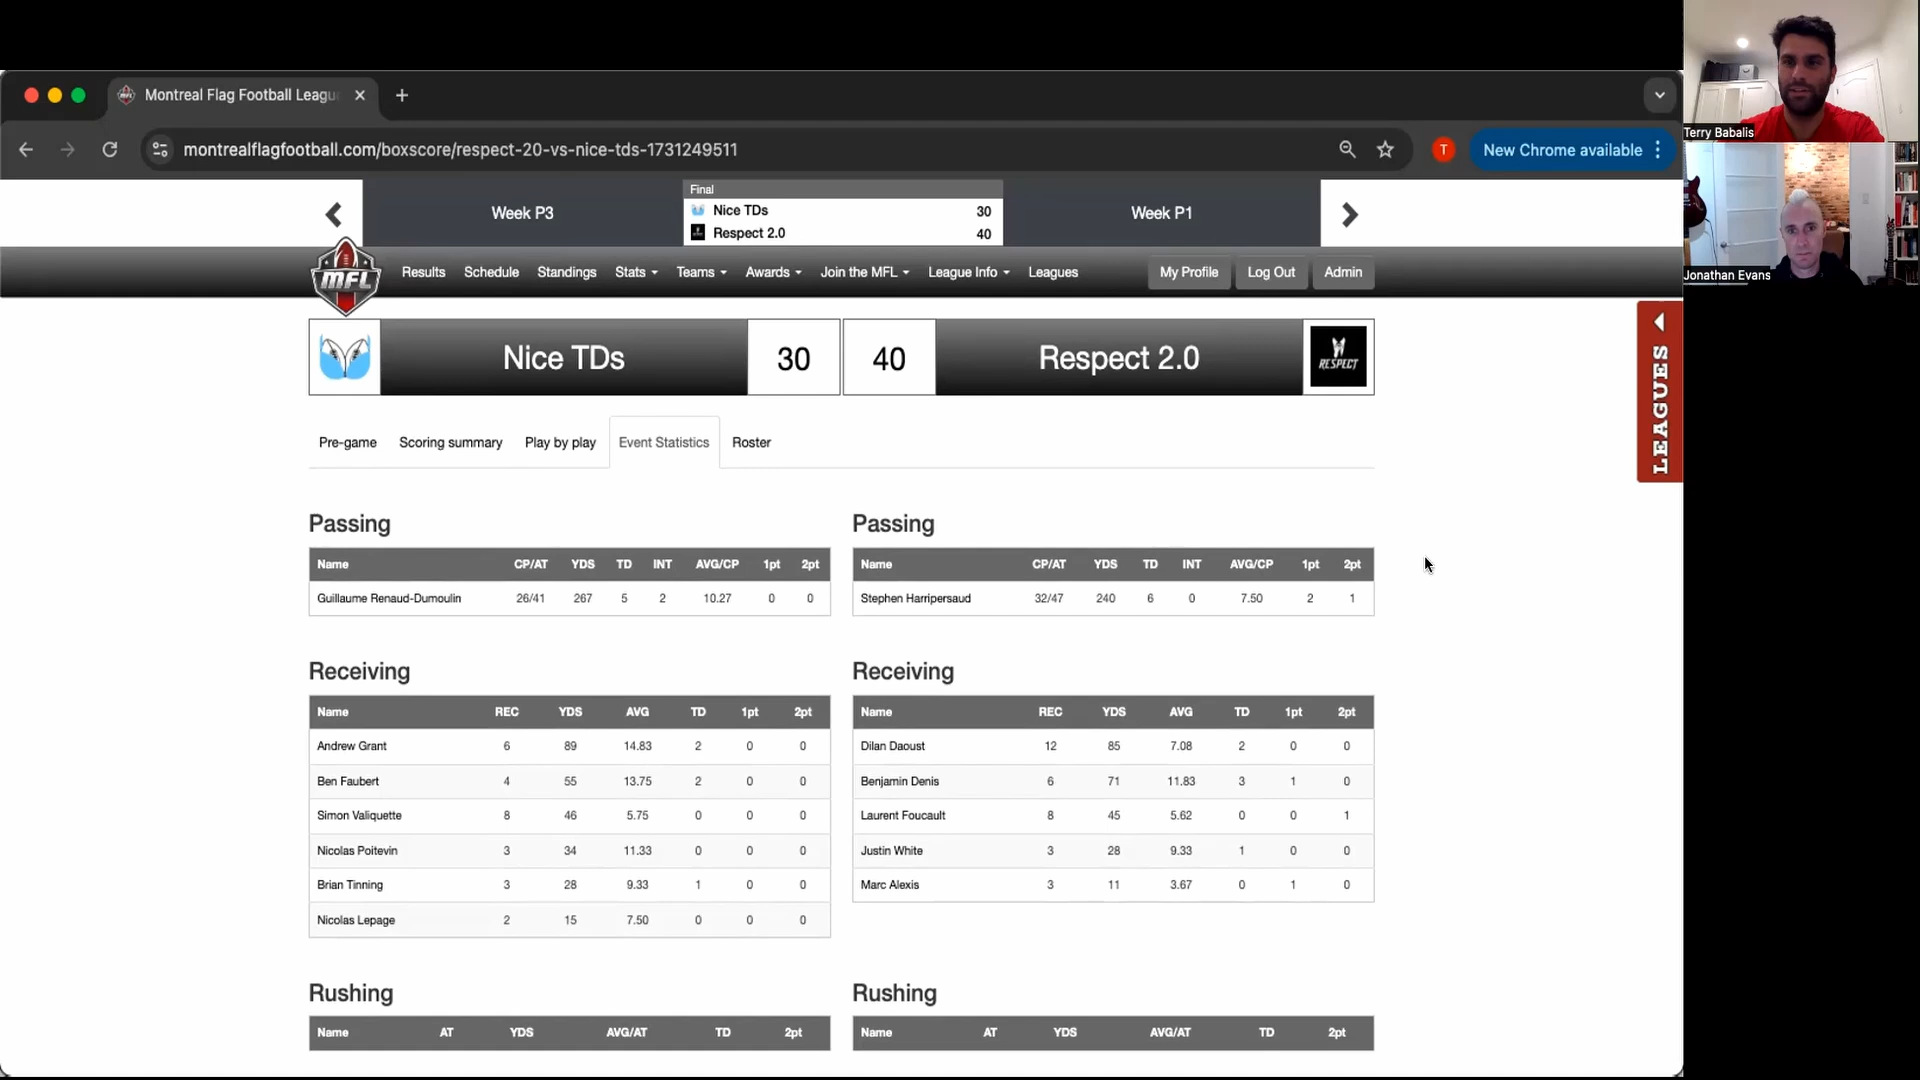 Montreal Flag Football Leagu
montrealflagfootball.com/boxscore/respect-20-vs-nice-tds-1731249511
T
New Chrome available
Terry Babalis
Jonathan Evans
Week P3
Final
Nice TDs 30
Respect 2.0 40
Week P1
MFL
Results Schedule Standings Stats Teams Awards Join the MFL League Info Leagues My Profile Log Out Admin
LEAGUES
Nice TDs 30 40 Respect 2.0
RESPECT
Pre-game Scoring summary Play by play Event Statistics Roster
Passing
Name CP/AT YDS TD INT AVG/CP 1pt 2pt
Guillaume Renaud-Dumoulin 26/41 267 5 2 10.27 0 0
Passing
Name CP/AT YDS TD INT AVG/CP 1pt 2pt
Stephen Harripersaud 32/47 240 6 0 7.50 2 1
Receiving
Name REC YDS AVG TD 1pt 2pt
Andrew Grant 6 89 14.83 2 0 0
Ben Faubert 4 55 13.75 2 0 0
Simon Valiquette 8 46 5.75 0 0 0
Nicolas Poitevin 3 34 11.33 0 0 0
Brian Tinning 3 28 9.33 1 0 0
Nicolas Lepage 2 15 7.50 0 0 0
Receiving
Name REC YDS AVG TD 1pt 2pt
Dilan Daoust 12 85 7.08 2 0 0
Benjamin Denis 6 71 11.83 3 1 0
Laurent Foucault 8 45 5.62 0 0 1
Justin White 3 28 9.33 1 0 0
Marc Alexis 3 11 3.67 0 1 0
Rushing
Name AT YDS AVG/AT TD 2pt
Rushing
Name AT YDS AVG/AT TD 2pt